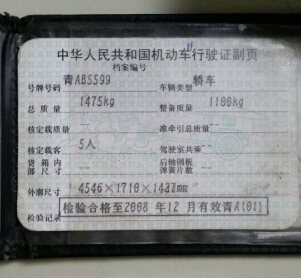 中华人民共和国机动车行驶证副页
档案编号
号牌号码 青AB5599 车辆类型 轿车
总质量 1475kg 整备质量 1100kg
核定载质量 -- 准牵引总质量 --
核定载客 5人 驾驶室共乘 --
货箱内部尺寸 -- 后轴钢板弹簧片数 --
外廓尺寸 4546×1710×1427mm
检验记录 检验合格至2008年12月有效青A(01)